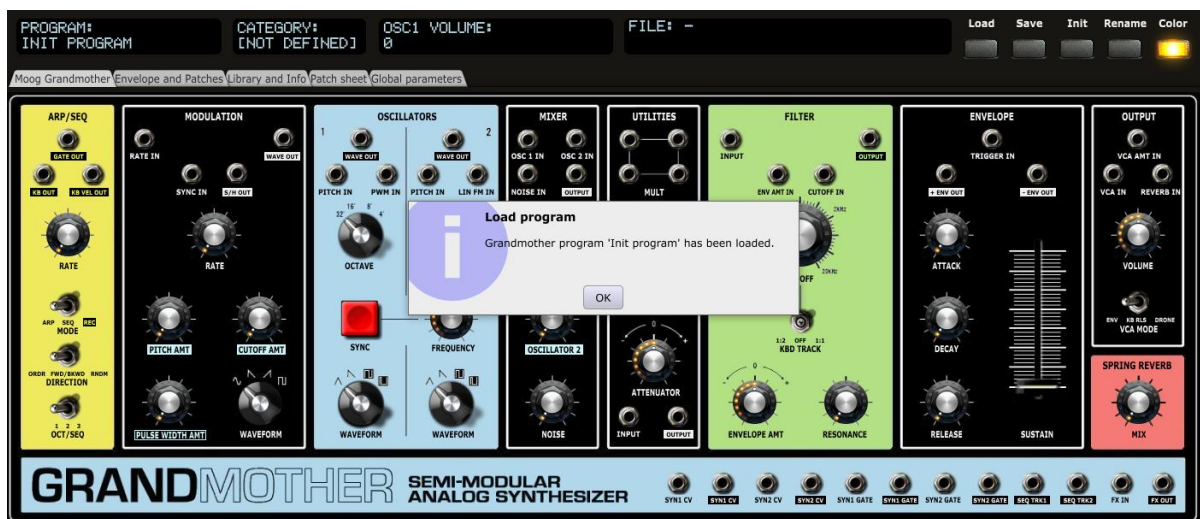 PROGRAM:
INIT PROGRAM
CATEGORY:
[NOT DEFINED]
OSC1 VOLUME:
0
FILE: -
Load Save Init Rename Color
Moog Grandmother Envelope and Patches Library and Info Patch sheet Global parameters
ARP/SEQ
GATE OUT
KB OUT KB VEL OUT
RATE
ARP SEQ REC
MODE
ORDR FWD/BKWD RNDM
DIRECTION
1 2 3
OCT/SEQ
MODULATION
RATE IN WAVE OUT
SYNC IN S/H OUT
RATE
PITCH AMT CUTOFF AMT
PULSE WIDTH AMT WAVEFORM
OSCILLATORS
1 2
WAVE OUT WAVE OUT
PITCH IN PWM IN PITCH IN LIN FM IN
32' 16' 8' 4'
OCTAVE
SYNC FREQUENCY
WAVEFORM WAVEFORM
MIXER
OSC 1 IN OSC 2 IN
NOISE IN OUTPUT
OSCILLATOR 2
NOISE
UTILITIES
MULT
- 0 +
ATTENUATOR
INPUT OUTPUT
FILTER
INPUT OUTPUT
ENV AMT IN CUTOFF IN
2KHz
20KHz
OFF
1:2 OFF 1:1
KBD TRACK
- 0 +
ENVELOPE AMT RESONANCE
ENVELOPE
TRIGGER IN
+ ENV OUT - ENV OUT
ATTACK
DECAY
RELEASE SUSTAIN
OUTPUT
VCA AMT IN
VCA IN REVERB IN
VOLUME
ENV KB RLS DRONE
VCA MODE
SPRING REVERB
MIX
Load program
Grandmother program 'Init program' has been loaded.
OK
GRANDMOTHER SEMI-MODULAR
ANALOG SYNTHESIZER
SYN1 CV SYN1 CV SYN2 CV SYN2 CV SYN1 GATE SYN1 GATE SYN2 GATE SYN2 GATE SEQ TRK1 SEQ TRK2 FX IN FX OUT